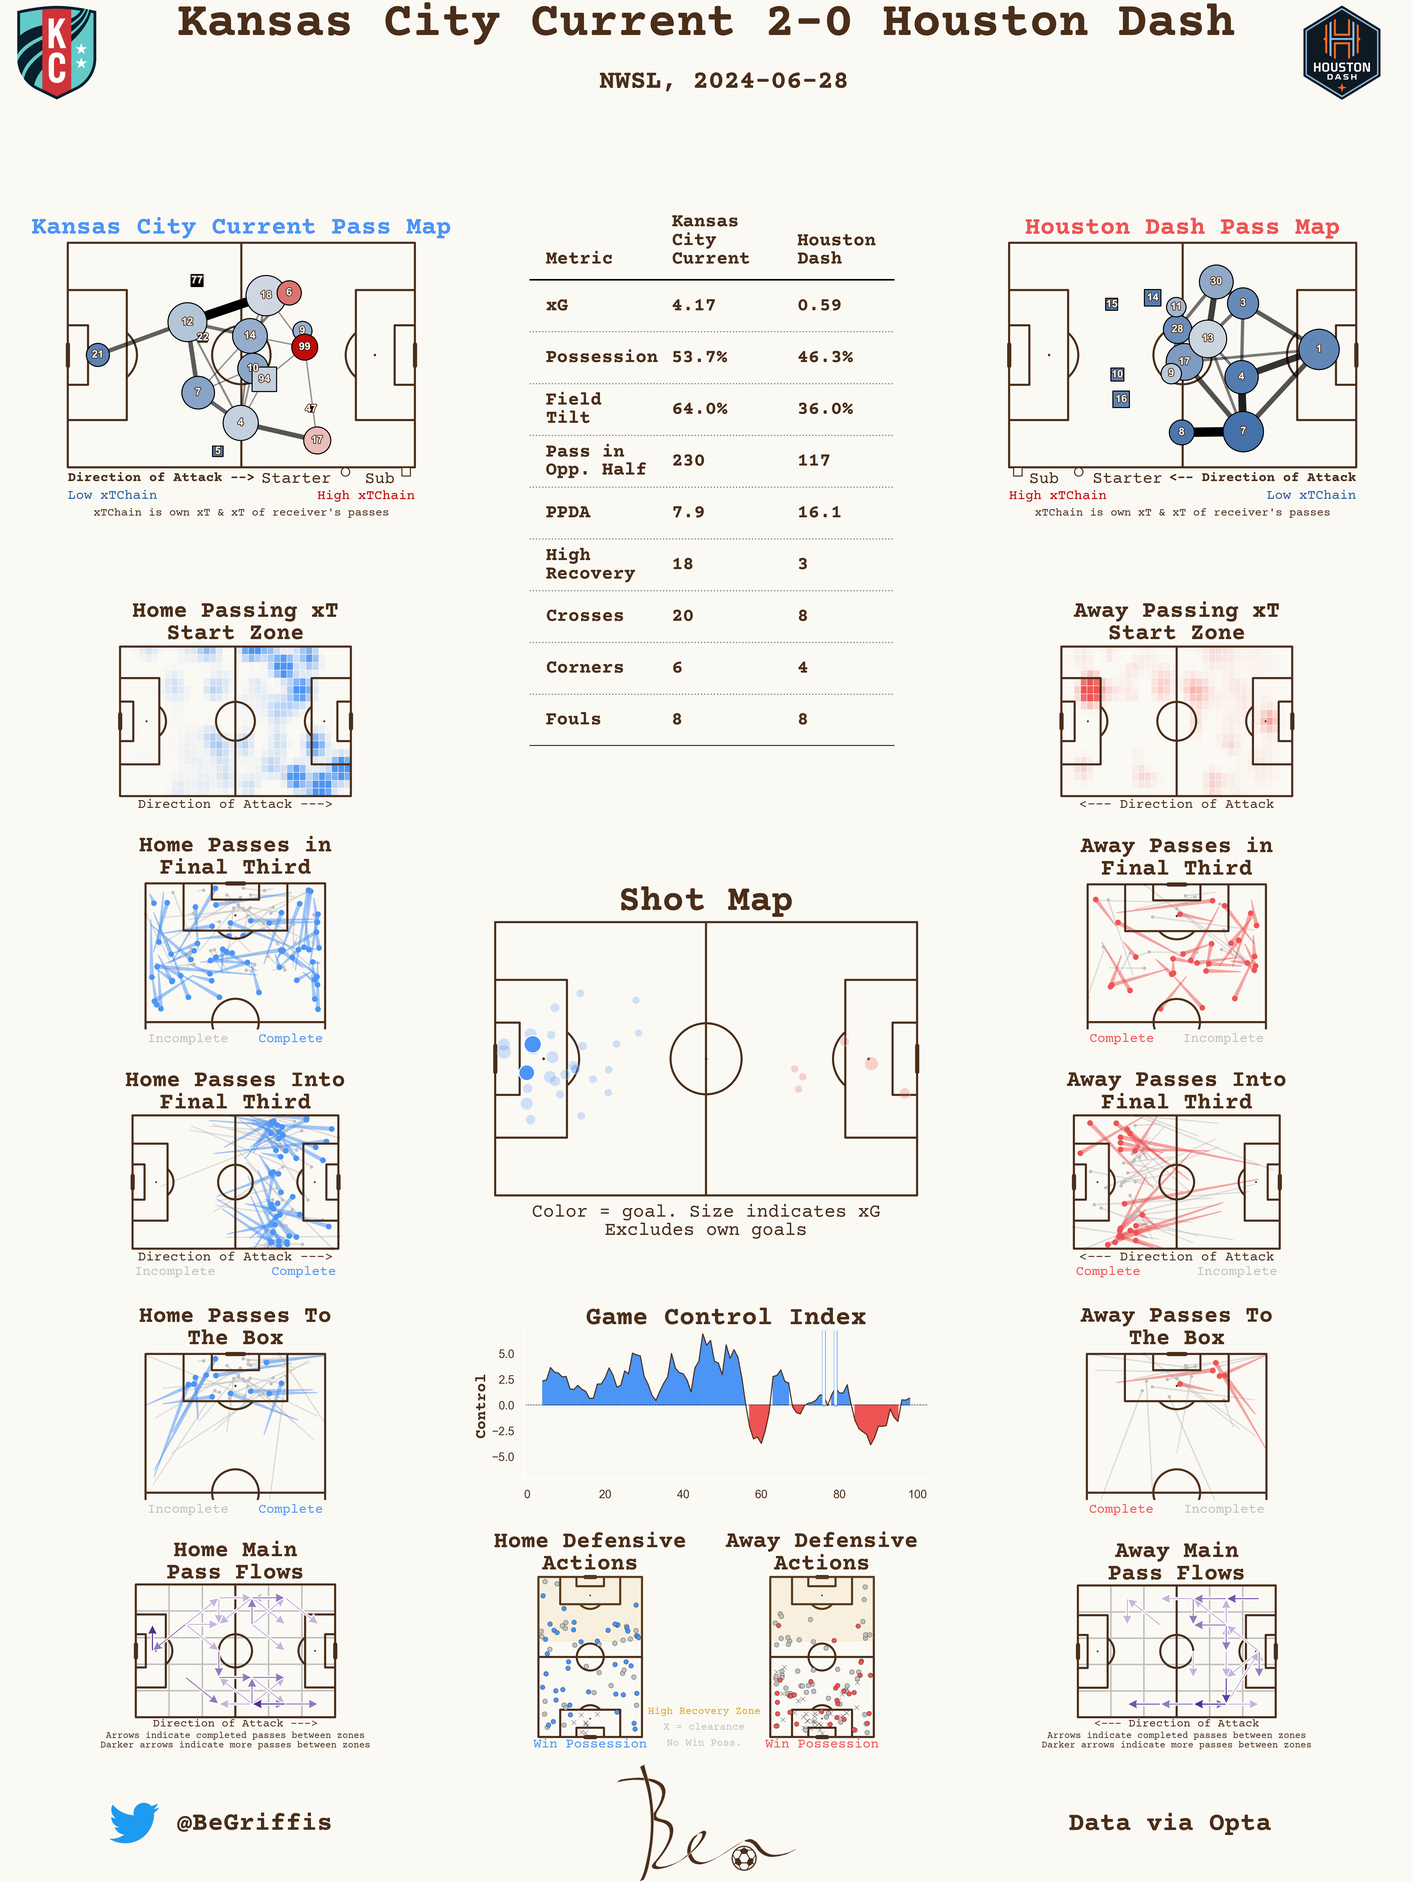 Kansas City Current 2-0 Houston Dash
NWSL, 2024-06-28
KC
HOUSTON
DASH
Kansas City Current Pass Map
77
18
6
12
22
14
9
99
21
10
94
7
47
4
17
5
Direction of Attack --> Starter Sub
Low xTChain High xTChain
xTChain is own xT & xT of receiver's passes
Metric Kansas City Current Houston Dash
xG 4.17 0.59
Possession 53.7% 46.3%
Field Tilt 64.0% 36.0%
Pass in Opp. Half 230 117
PPDA 7.9 16.1
High Recovery 18 3
Crosses 20 8
Corners 6 4
Fouls 8 8
Houston Dash Pass Map
30
15
14
11
3
28
13
1
17
10
9
4
16
8
7
Sub Starter <-- Direction of Attack
High xTChain Low xTChain
xTChain is own xT & xT of receiver's passes
Home Passing xT
Start Zone
Direction of Attack --->
Away Passing xT
Start Zone
<--- Direction of Attack
Home Passes in
Final Third
Incomplete Complete
Away Passes in
Final Third
Complete Incomplete
Shot Map
Color = goal. Size indicates xG
Excludes own goals
Home Passes Into
Final Third
Direction of Attack --->
Incomplete Complete
Away Passes Into
Final Third
<--- Direction of Attack
Complete Incomplete
Home Passes To
The Box
Incomplete Complete
Game Control Index
Control
5.0
2.5
0.0
−2.5
−5.0
0 20 40 60 80 100
Away Passes To
The Box
Complete Incomplete
Home Main
Pass Flows
Direction of Attack --->
Arrows indicate completed passes between zones
Darker arrows indicate more passes between zones
Home Defensive
Actions
Win Possession
High Recovery Zone
X = clearance
No Win Poss.
Away Defensive
Actions
Win Possession
Away Main
Pass Flows
<--- Direction of Attack
Arrows indicate completed passes between zones
Darker arrows indicate more passes between zones
@BeGriffis
Ben
Data via Opta